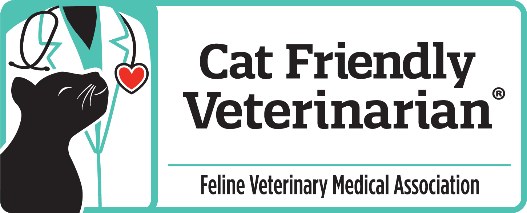 Cat Friendly
Veterinarian®
Feline Veterinary Medical Association